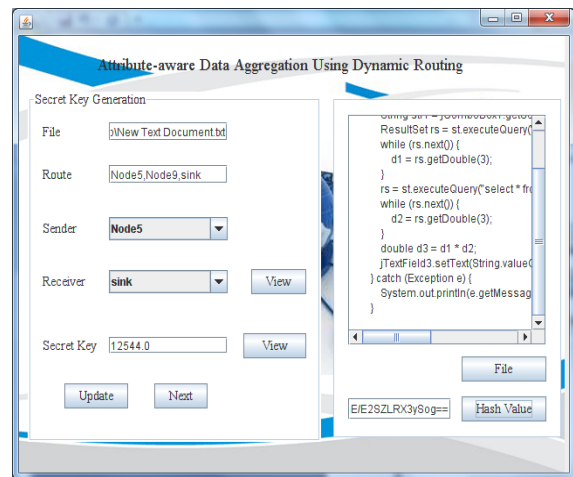 Attribute-aware Data Aggregation Using Dynamic Routing
Secret Key Generation
File
)\New Text Document.txt
Route
Node5,Node9,sink
Sender
Node5
Receiver
sink
View
Secret Key
12544.0
View
Update
Next
ResultSet rs = st.executeQuery("
while (rs.next()) {
d1 = rs.getDouble(3);
}
rs = st.executeQuery("select * fro
while (rs.next()) {
d2 = rs.getDouble(3);
}
double d3 = d1 * d2;
jTextField3.setText(String.value
} catch (Exception e) {
System.out.println(e.getMessag
}
File
E/E2SZLRX3ySog==
Hash Value